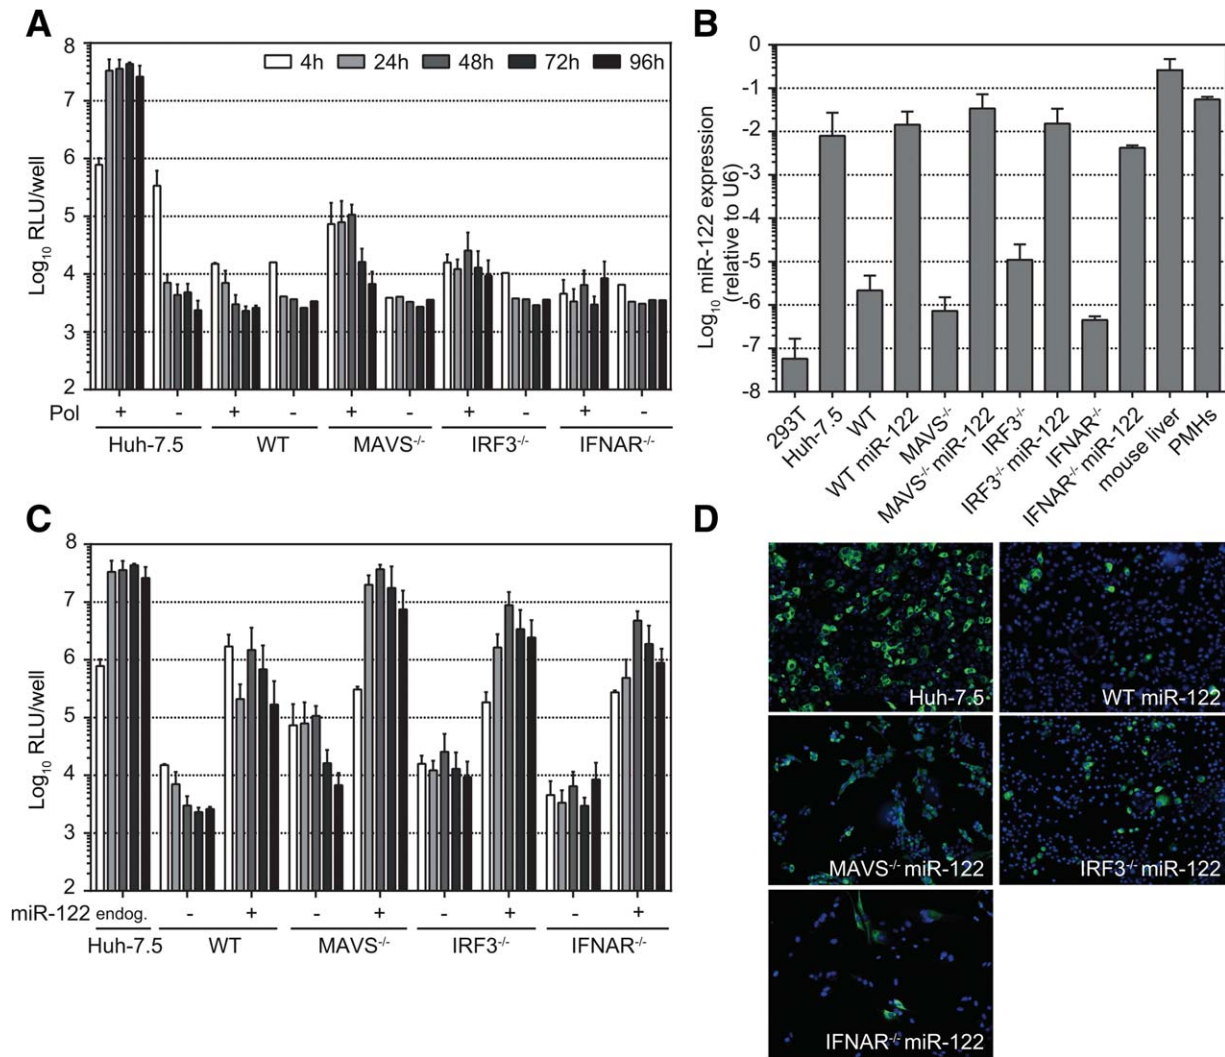 A
8
7
6
5
4
3
2
Log10 RLU/well
4h 24h 48h 72h 96h
Pol + - + - + - + - + -
Huh-7.5 WT MAVS-/- IRF3-/- IFNAR-/-
B
0
-1
-2
-3
-4
-5
-6
-7
-8
Log10 miR-122 expression
(relative to U6)
293T
Huh-7.5
WT
WT miR-122
MAVS-/-
MAVS-/- miR-122
IRF3-/-
IRF3-/- miR-122
IFNAR-/-
IFNAR-/- miR-122
mouse liver
PMHs
C
8
7
6
5
4
3
2
Log10 RLU/well
miR-122 endog. - + - + - + - +
Huh-7.5 WT MAVS-/- IRF3-/- IFNAR-/-
D
Huh-7.5
WT miR-122
MAVS-/- miR-122
IRF3-/- miR-122
IFNAR-/- miR-122